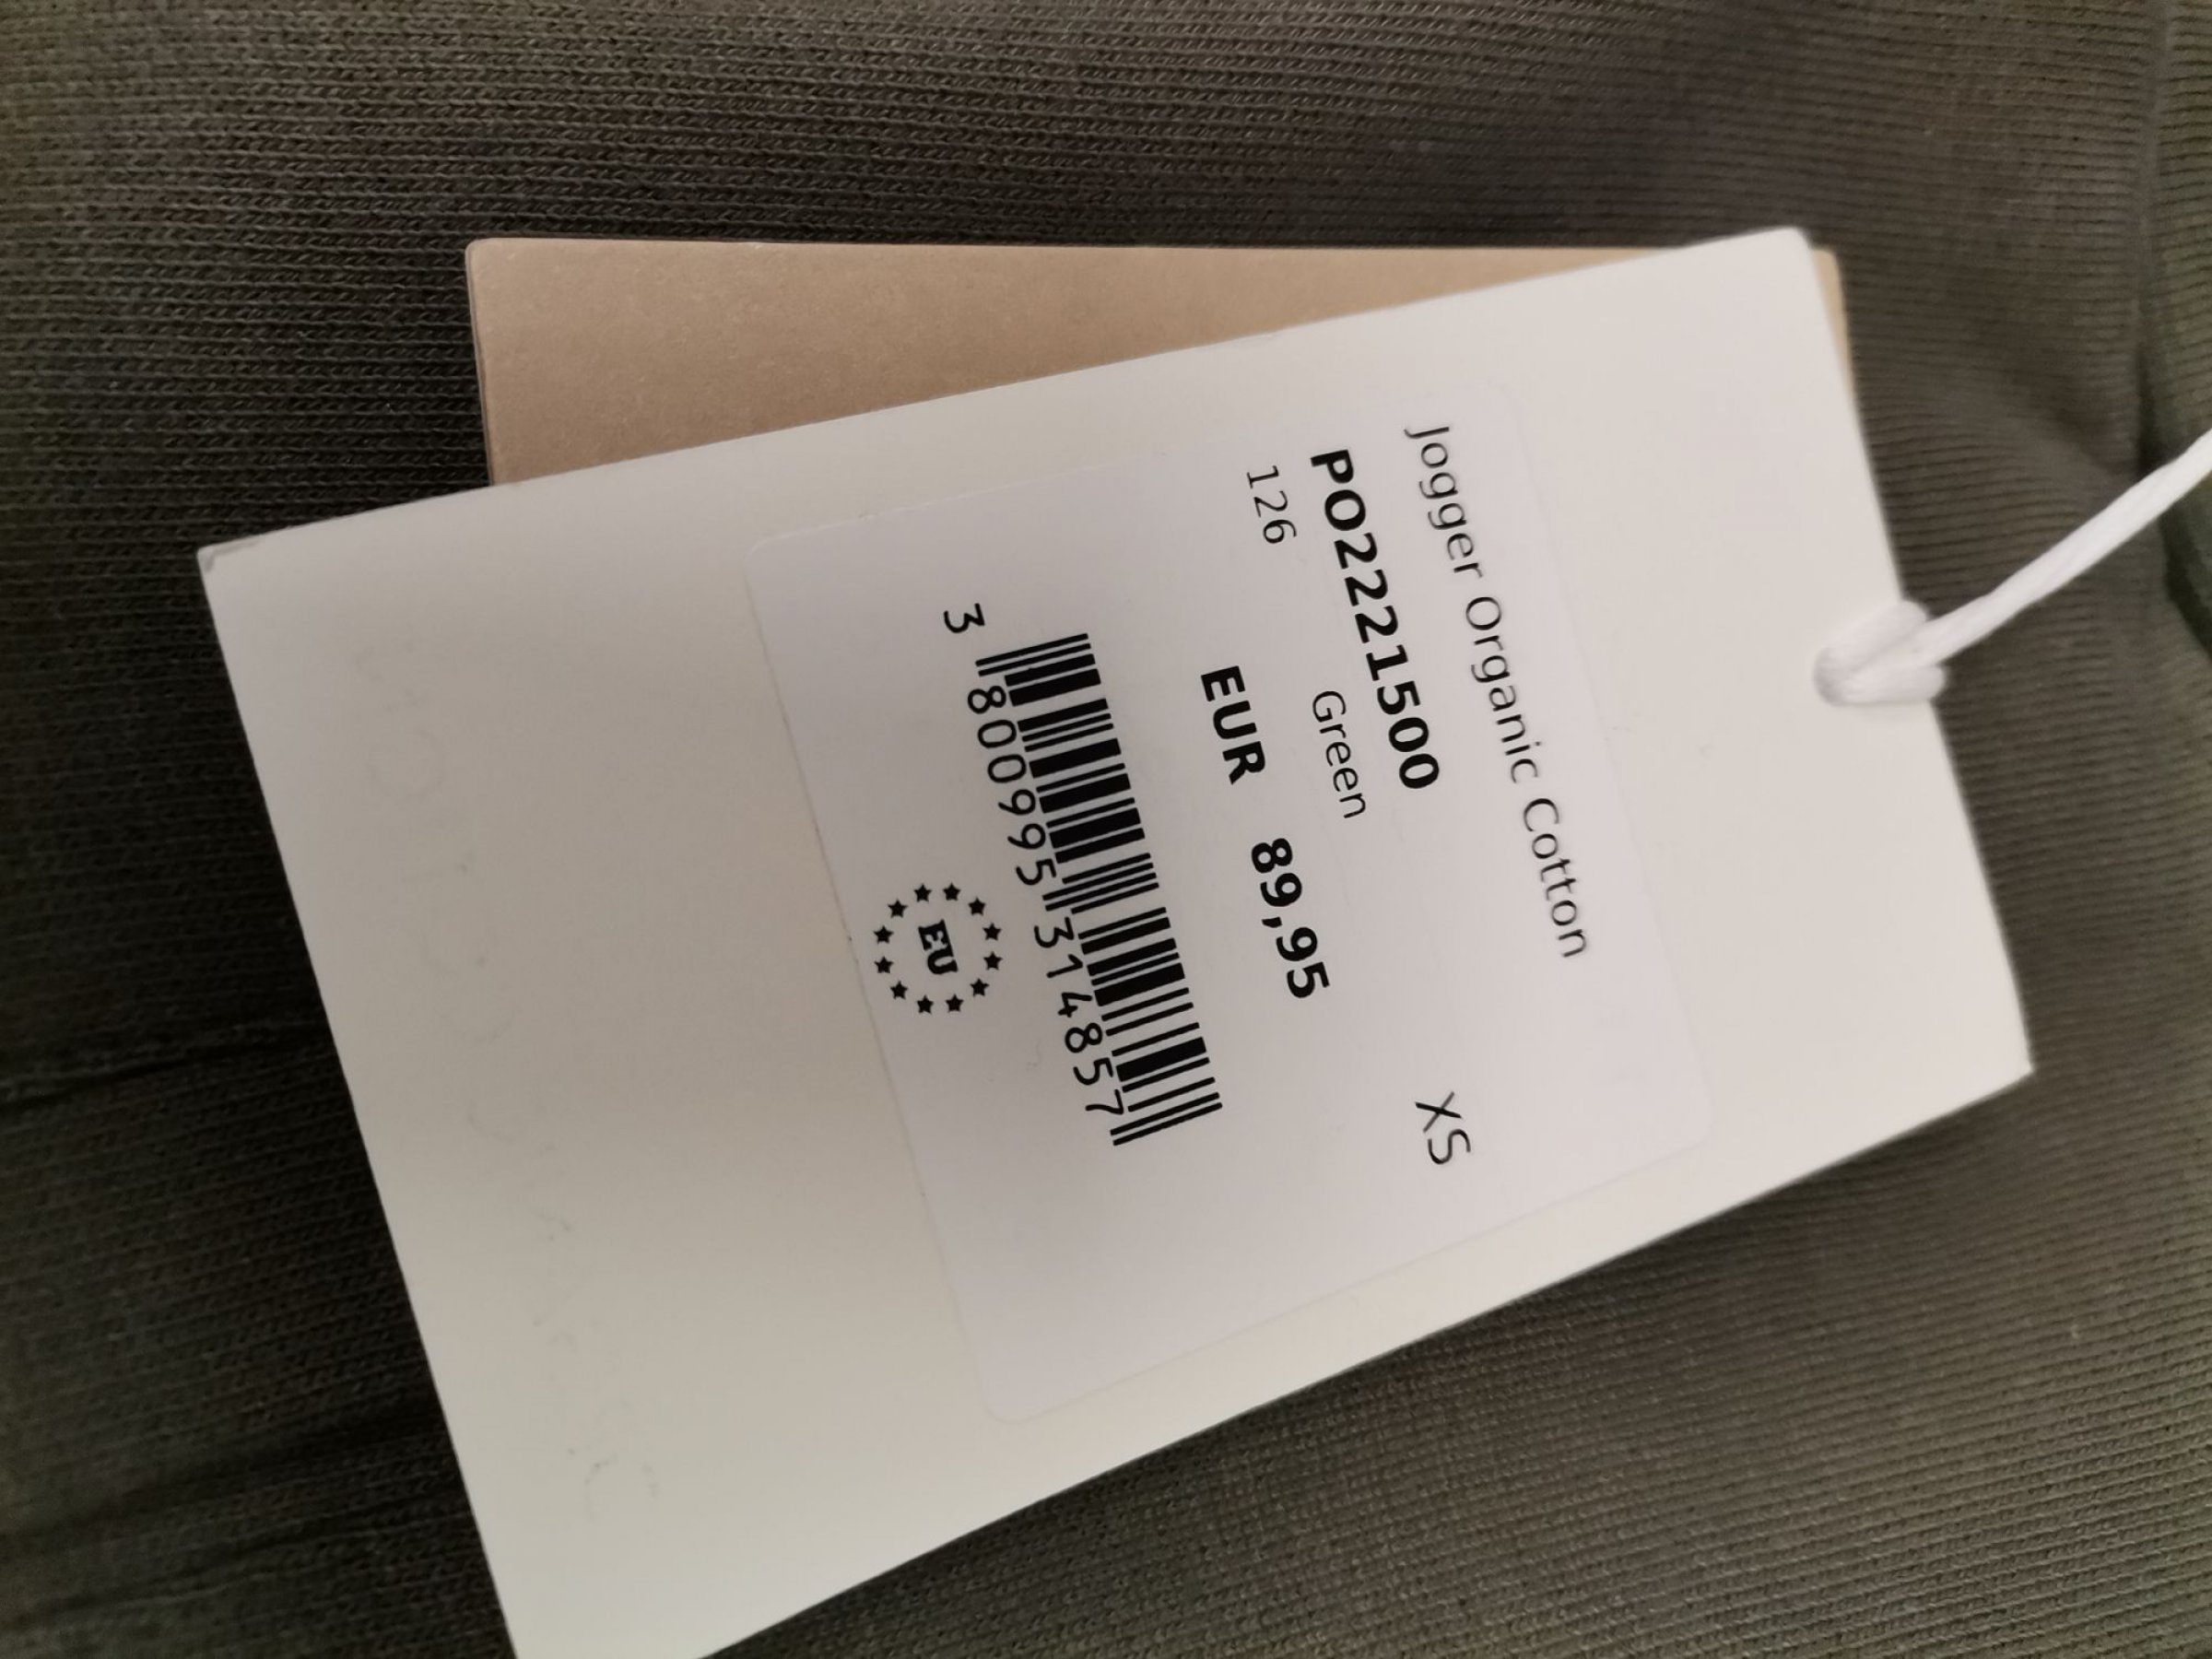 Jogger Organic Cotton
PO2221500 XS
126 Green
EUR 89,95
3 800995 314857
EU